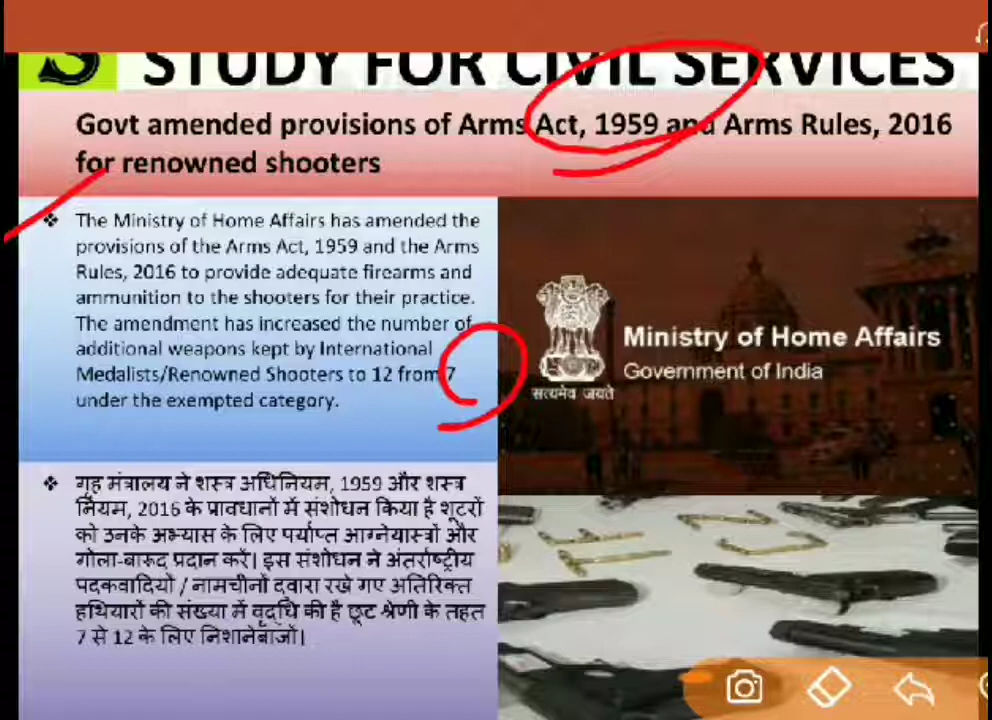 S STUDY FOR CIVIL SERVICES
Govt amended provisions of Arms Act, 1959 and Arms Rules, 2016
for renowned shooters
❖ The Ministry of Home Affairs has amended the
provisions of the Arms Act, 1959 and the Arms
Rules, 2016 to provide adequate firearms and
ammunition to the shooters for their practice.
The amendment has increased the number of
additional weapons kept by International
Medalists/Renowned Shooters to 12 from 7
under the exempted category.
Ministry of Home Affairs
Government of India
सत्यमेव जयते
❖ गृह मंत्रालय ने शस्त्र अधिनियम, 1959 और शस्त्र
नियम, 2016 के प्रावधानों में संशोधन किया है शूटरों
को उनके अभ्यास के लिए पर्याप्त आग्नेयास्त्रों और
गोला-बारूद प्रदान करें। इस संशोधन ने अंतर्राष्ट्रीय
पदकवादियों / नामचीनों द्वारा रखे गए अतिरिक्त
हथियारों की संख्या में वृद्धि की है छूट श्रेणी के तहत
7 से 12 के लिए निशानेबाजों।